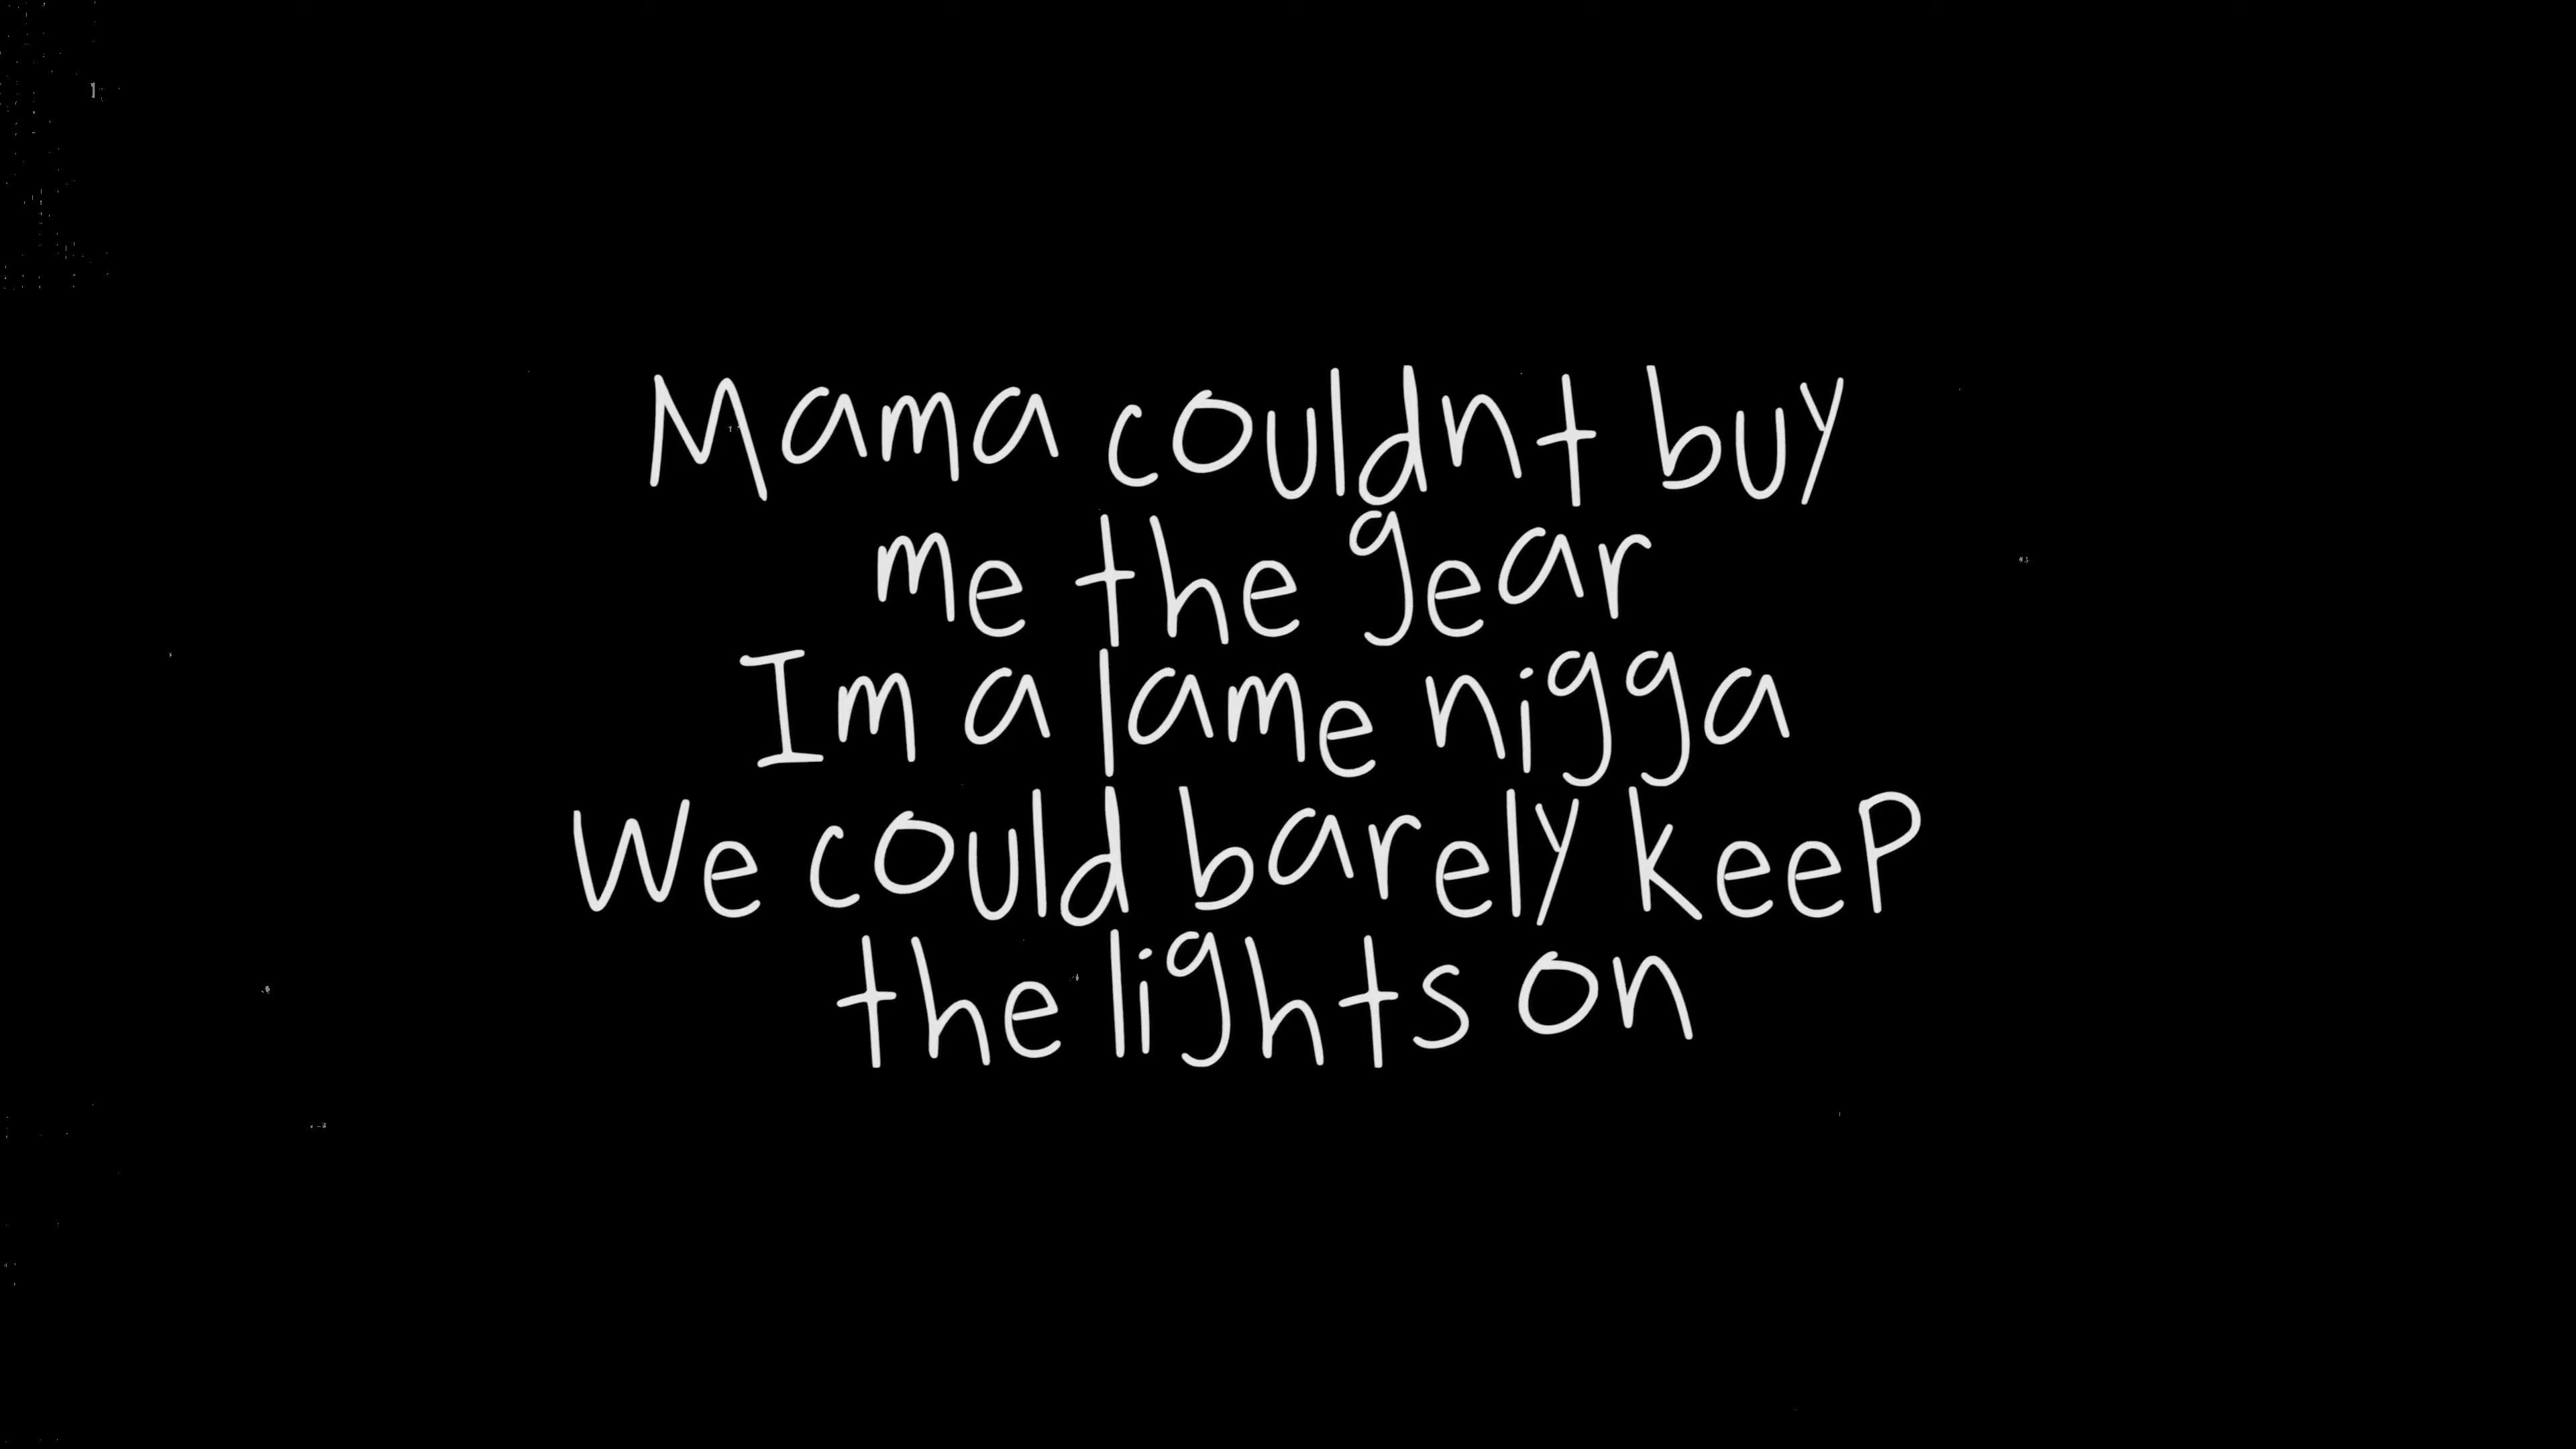 Mama couldnt buy
me the gear
Im a lame nigga
We could barely keep
the lights on